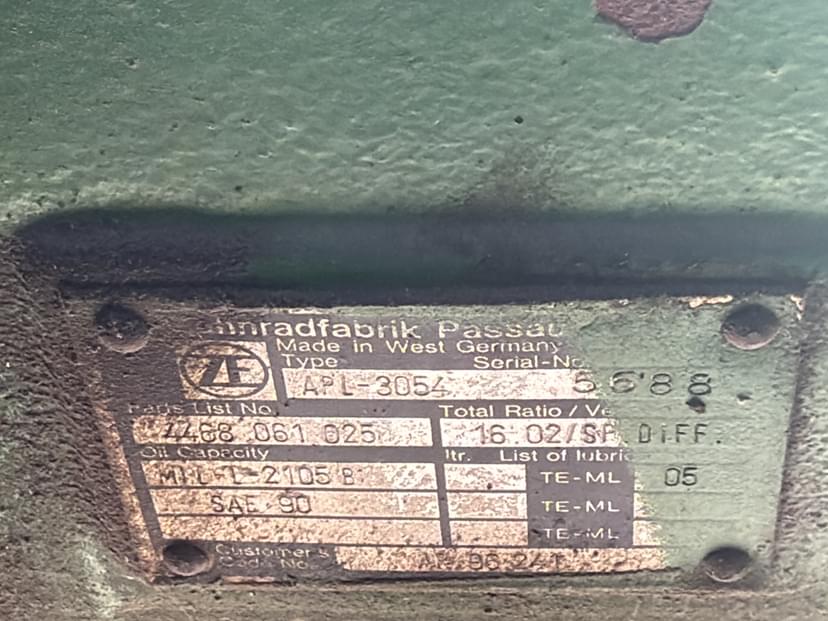 Zahnradfabrik Passau
Made in West Germany
ZF
Type Serial-No
APL-3054 5688
Parts List No. Total Ratio / Ve
4468 061 025 16.02/SP.DIFF.
Oil Capacity ltr. List of lubric
MIL-L-2105 B TE-ML 05
SAE 90 TE-ML
TE-ML
Customer's
Code No.